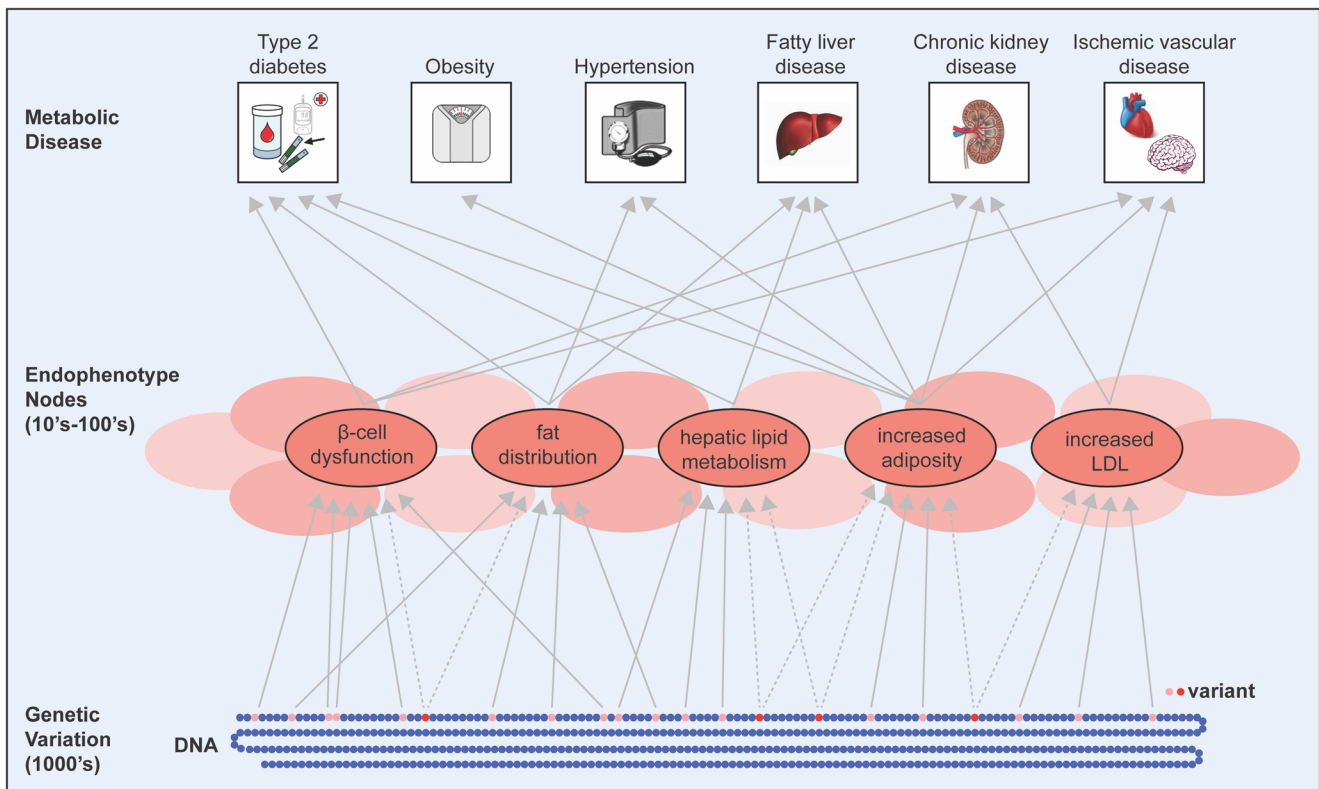 Type 2
diabetes
Obesity
Hypertension
Fatty liver
disease
Chronic kidney
disease
Ischemic vascular
disease
Metabolic
Disease
Endophenotype
Nodes
(10's-100's)
β-cell
dysfunction
fat
distribution
hepatic lipid
metabolism
increased
adiposity
increased
LDL
variant
Genetic
Variation
(1000's)
DNA